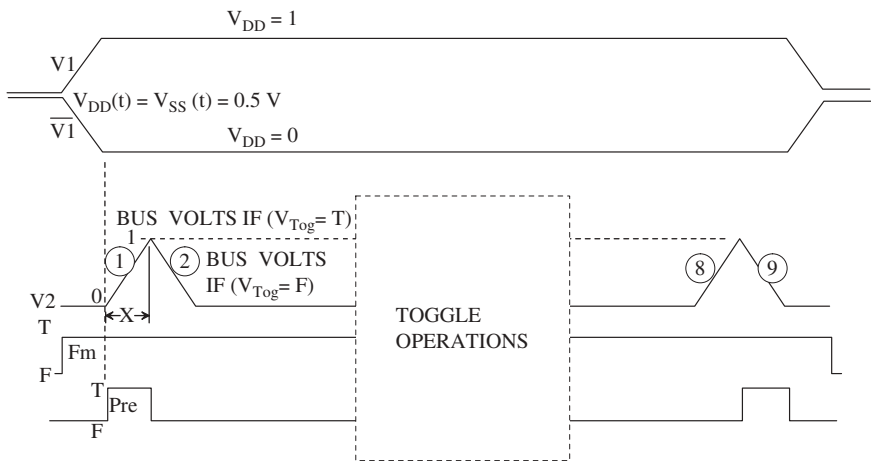 V_DD = 1
V1
V_DD(t) = V_SS (t) = 0.5 V
V̅1̅
V_DD = 0
BUS VOLTS IF (V_Tog= T)
1
1 2 BUS VOLTS
IF (V_Tog= F)
8 9
V2 0
X
TOGGLE
OPERATIONS
T
Fm
F
T
Pre
F